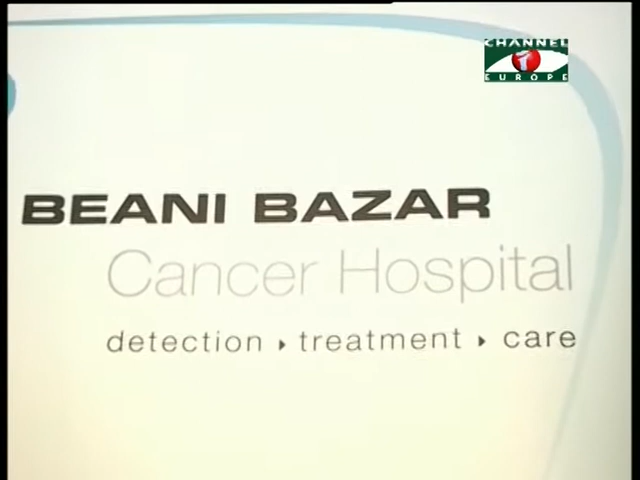 CHANNEL
i
EUROPE
BEANI BAZAR
Cancer Hospital
detection ▸ treatment ▸ care